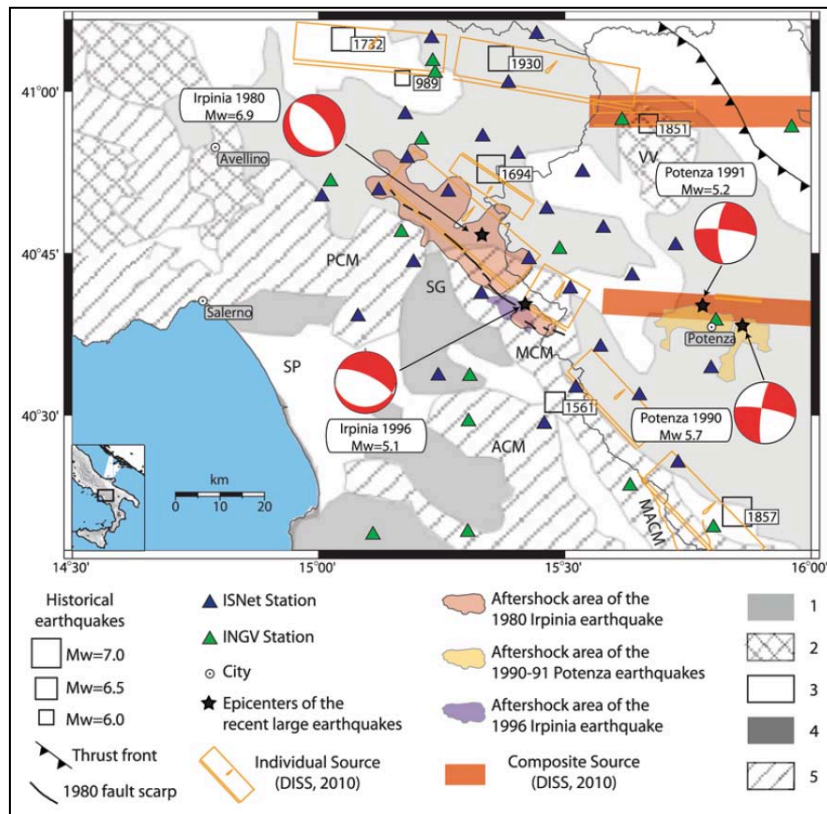 1732
1930
989
41°00'
Irpinia 1980
Mw=6.9
1851
VV
Avellino
Potenza 1991
Mw=5.2
1694
40°45'
PCM
SG
Salerno
Potenza
MCM
SP
Irpinia 1996
Mw=5.1
1561
Potenza 1990
Mw 5.7
40°30'
ACM
km
0 10 20
MACM
1857
14°30'
15°00'
15°30'
16°00'
Historical
earthquakes
Mw=7.0
Mw=6.5
Mw=6.0
Thrust front
1980 fault scarp
ISNet Station
INGV Station
City
Epicenters of the
recent large earthquakes
Individual Source
(DISS, 2010)
Aftershock area of the
1980 Irpinia earthquake
Aftershock area of the
1990-91 Potenza earthquakes
Aftershock area of the
1996 Irpinia earthquake
Composite Source
(DISS, 2010)
1
2
3
4
5